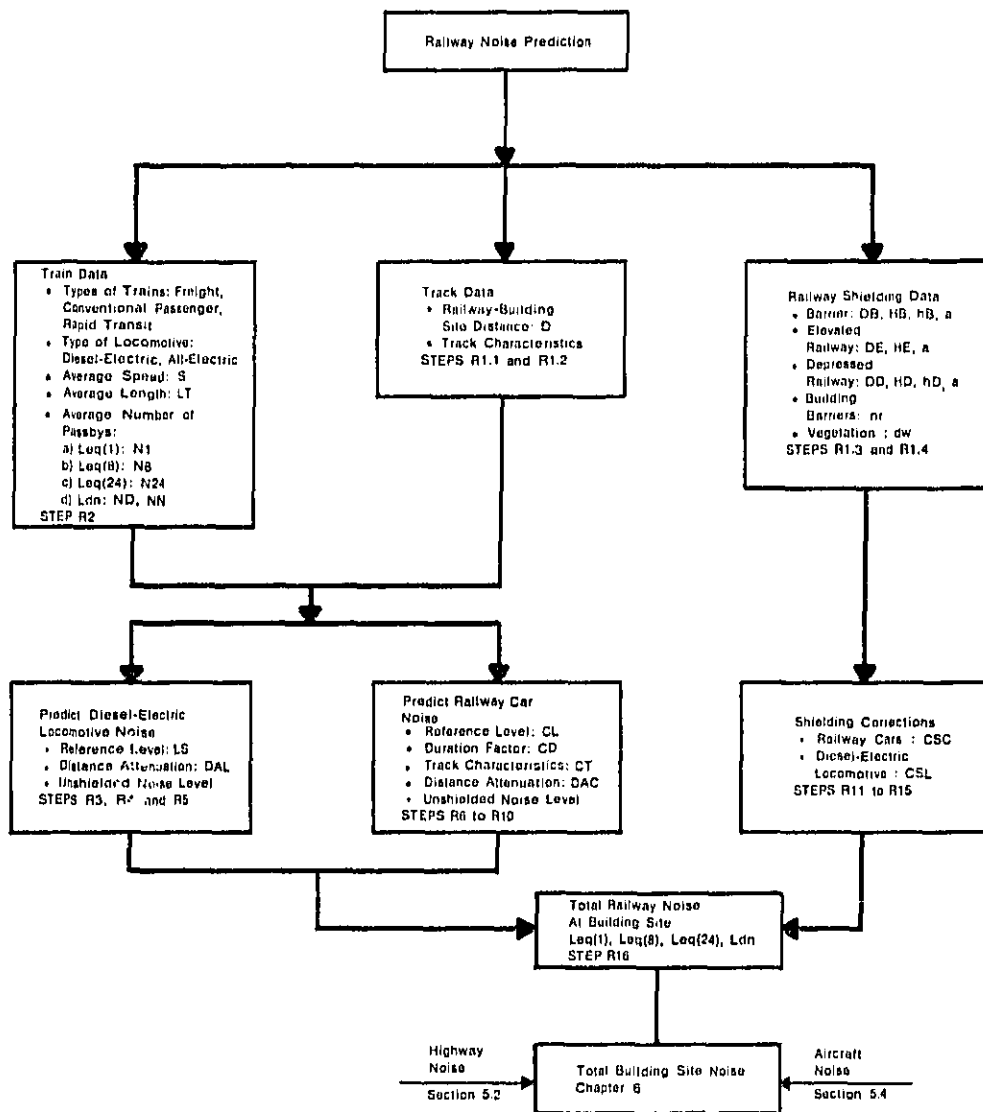 Railway Noise Prediction
Train Data
• Types of Trains: Freight,
Conventional Passenger,
Rapid Transit
• Type of Locomotive:
Diesel-Electric, All-Electric
• Average Speed: S
• Average Length: LT
• Average Number of
Passbys:
a) Leq(1): N1
b) Leq(8): N8
c) Leq(24): N24
d) Ldn: ND, NN
STEP R2
Track Data
• Railway-Building
Site Distance: D
• Track Characteristics
STEPS R1.1 and R1.2
Railway Shielding Data
• Barrier: DB, HB, hB, a
• Elevated
Railway: DE, HE, a
• Depressed
Railway: DD, HD, hD, a
• Building
Barriers: nr
• Vegetation : dw
STEPS R1.3 and R1.4
Predict Diesel-Electric
Locomotive Noise
• Reference Level: LS
• Distance Attenuation: DAL
• Unshielded Noise Level
STEPS R3, R4 and R5
Predict Railway Car
Noise
• Reference Level: CL
• Duration Factor: CD
• Track Characteristics: CT
• Distance Attenuation: DAC
• Unshielded Noise Level
STEPS R6 to R10
Shielding Corrections
• Railway Cars : CSC
• Diesel-Electric
Locomotive : CSL
STEPS R11 to R15
Total Railway Noise
At Building Site
Leq(1), Leq(8), Leq(24), Ldn
STEP R16
Highway
Noise
Section 5.2
Total Building Site Noise
Chapter 6
Aircraft
Noise
Section 5.4